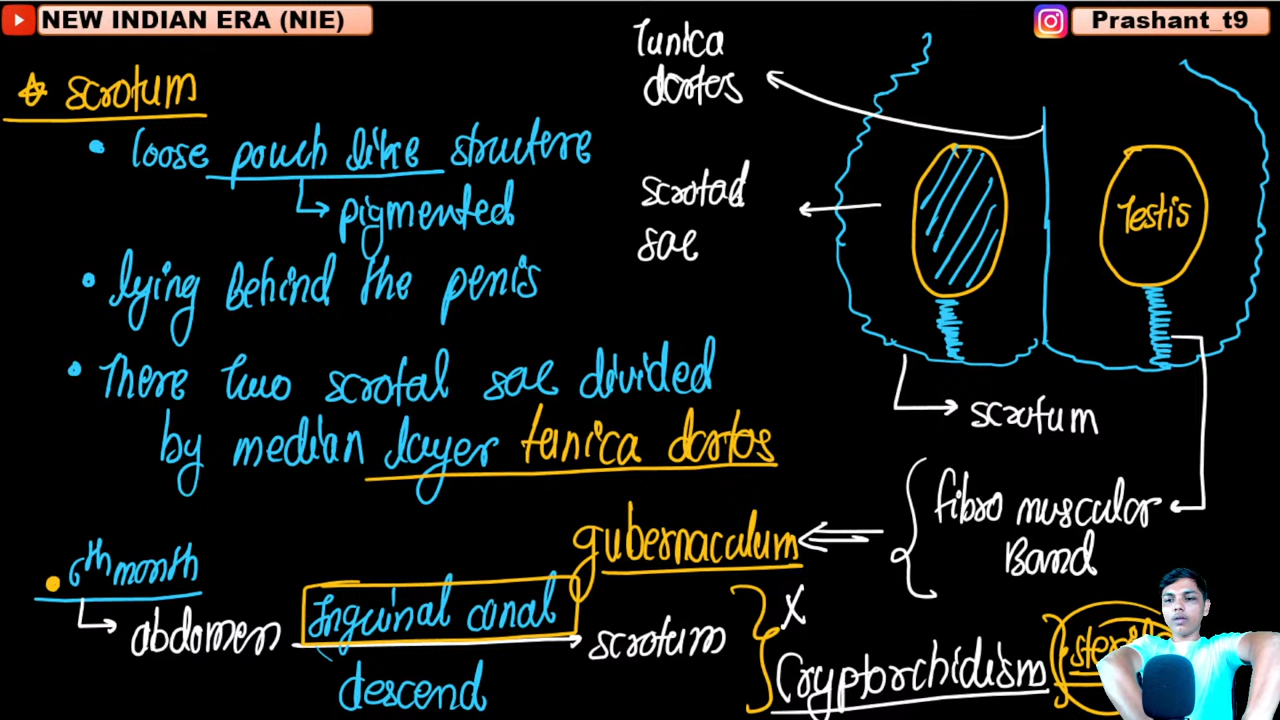 NEW INDIAN ERA (NIE)
Prashant_t9
☆ scrotum
• loose pouch like structere
pigmented
• lying behind the penis
• There two scrotal sac divided
by median layer tunica dortos
• 6th month
abdomen
Inguinal canal
descend
scrotum
gubernaculum
X
Cryptorchidism
Tunica
dortos
scrotal
sac
Testis
scrotum
fibro muscular
Band